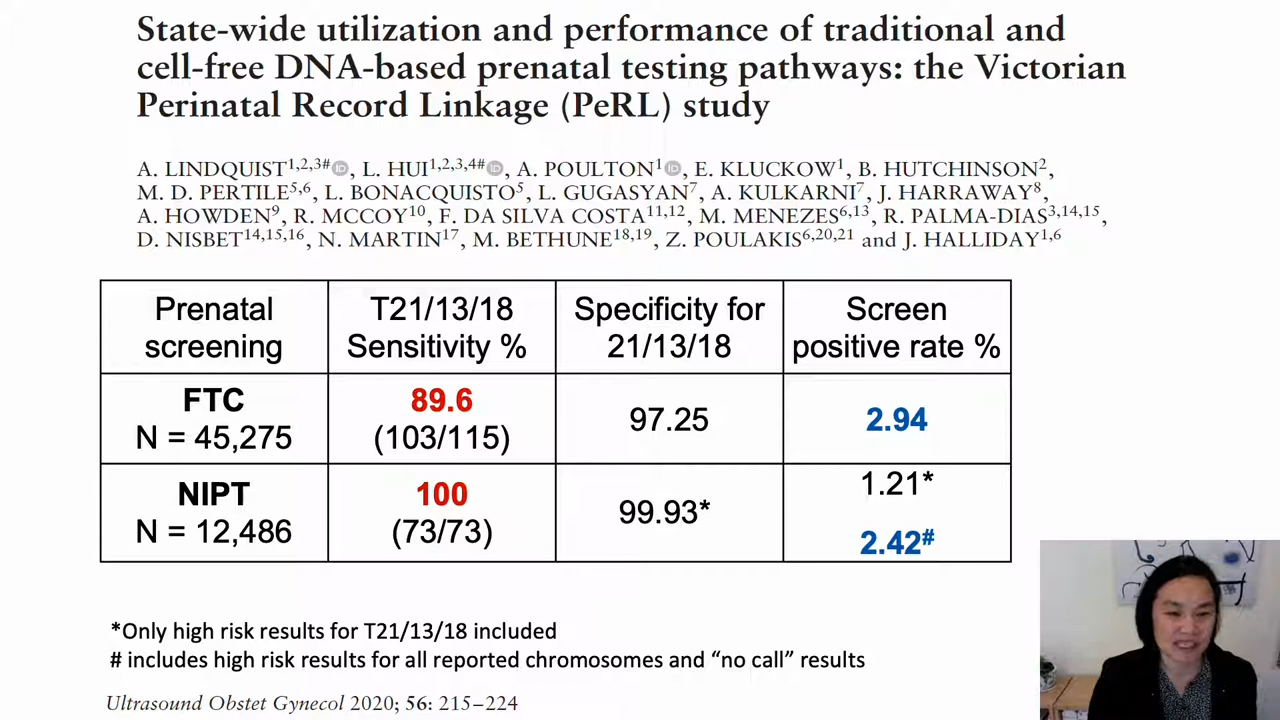 State-wide utilization and performance of traditional and
cell-free DNA-based prenatal testing pathways: the Victorian
Perinatal Record Linkage (PeRL) study
A. LINDQUIST1,2,3# iD, L. HUI1,2,3,4# iD, A. POULTON1 iD, E. KLUCKOW1, B. HUTCHINSON2,
M. D. PERTILE5,6, L. BONACQUISTO5, L. GUGASYAN7, A. KULKARNI7, J. HARRAWAY8,
A. HOWDEN9, R. MCCOY10, F. DA SILVA COSTA11,12, M. MENEZES6,13, R. PALMA-DIAS3,14,15,
D. NISBET14,15,16, N. MARTIN17, M. BETHUNE18,19, Z. POULAKIS6,20,21 and J. HALLIDAY1,6
Prenatal
screening
T21/13/18
Sensitivity %
Specificity for
21/13/18
Screen
positive rate %
FTC
N = 45,275
89.6
(103/115)
97.25
2.94
NIPT
N = 12,486
100
(73/73)
99.93*
1.21*
2.42#
*Only high risk results for T21/13/18 included
# includes high risk results for all reported chromosomes and “no call” results
Ultrasound Obstet Gynecol 2020; 56: 215–224